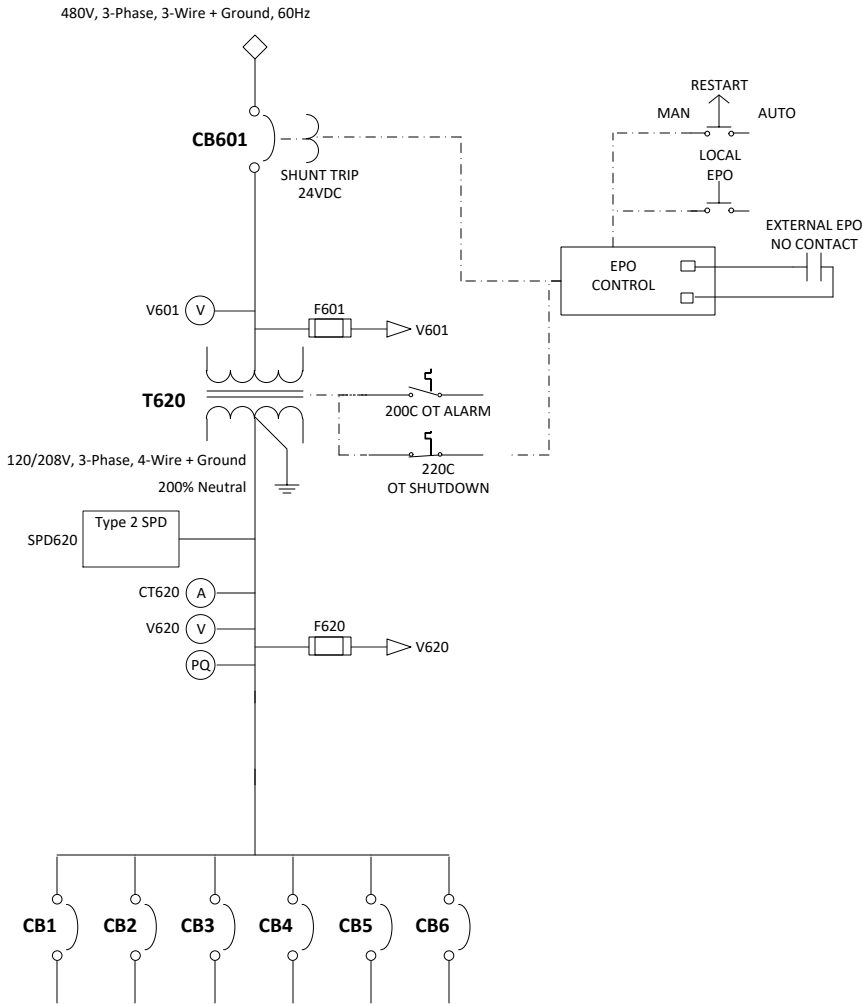 480V, 3-Phase, 3-Wire + Ground, 60Hz
RESTART
MAN
AUTO
CB601
SHUNT TRIP
24VDC
LOCAL
EPO
EXTERNAL EPO
NO CONTACT
EPO
CONTROL
V601
V
F601
V601
T620
200C OT ALARM
120/208V, 3-Phase, 4-Wire + Ground
200% Neutral
220C
OT SHUTDOWN
SPD620
Type 2 SPD
CT620
A
V620
V
F620
V620
PQ
CB1
CB2
CB3
CB4
CB5
CB6